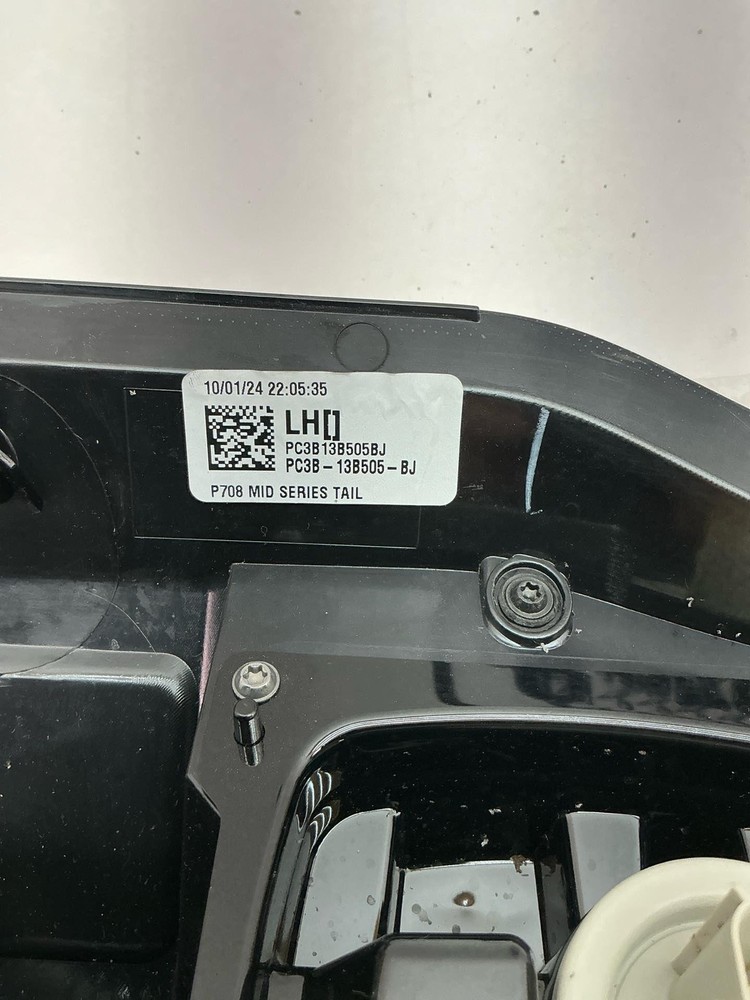 10/01/24 22:05:35
LH[]
PC3B13B505BJ
PC3B-13B505-BJ
P708 MID SERIES TAIL